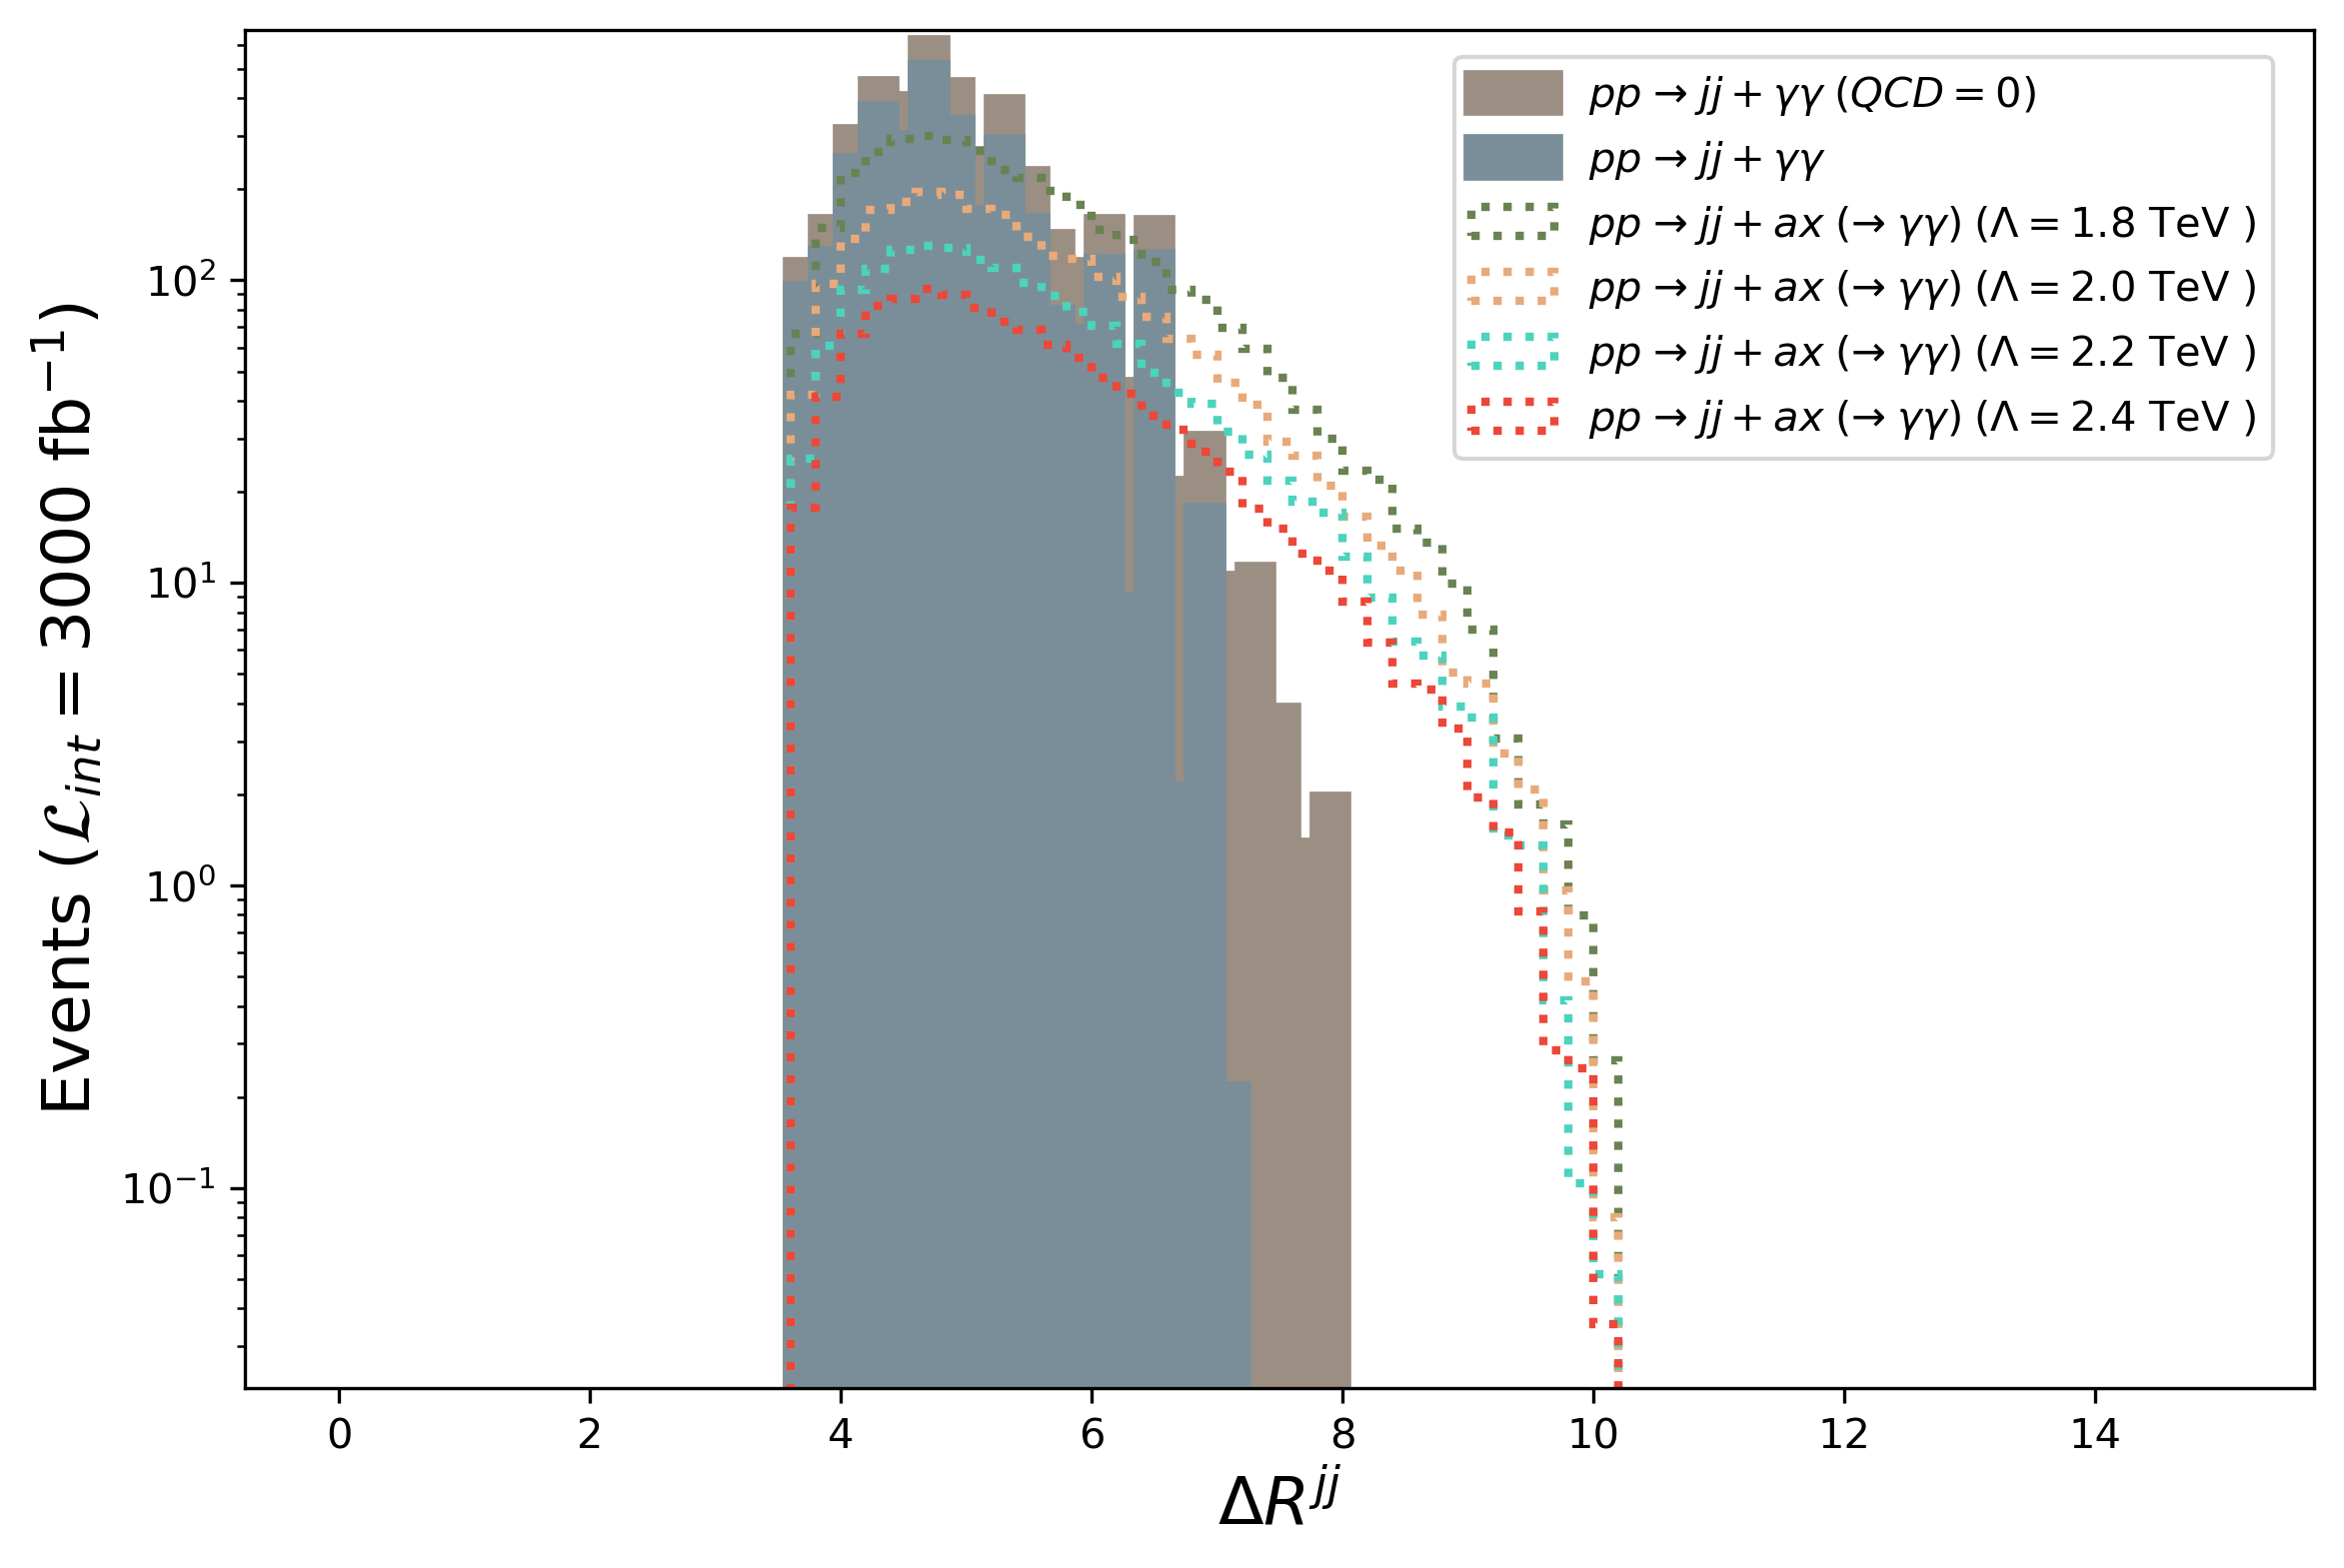 pp → jj + γγ (QCD = 0)
pp → jj + γγ
pp → jj + ax (→ γγ) (Λ = 1.8 TeV )
pp → jj + ax (→ γγ) (Λ = 2.0 TeV )
pp → jj + ax (→ γγ) (Λ = 2.2 TeV )
pp → jj + ax (→ γγ) (Λ = 2.4 TeV )
Events (ℒ_int = 3000 fb⁻¹)
10²
10¹
10⁰
10⁻¹
0 2 4 6 8 10 12 14
ΔR^jj